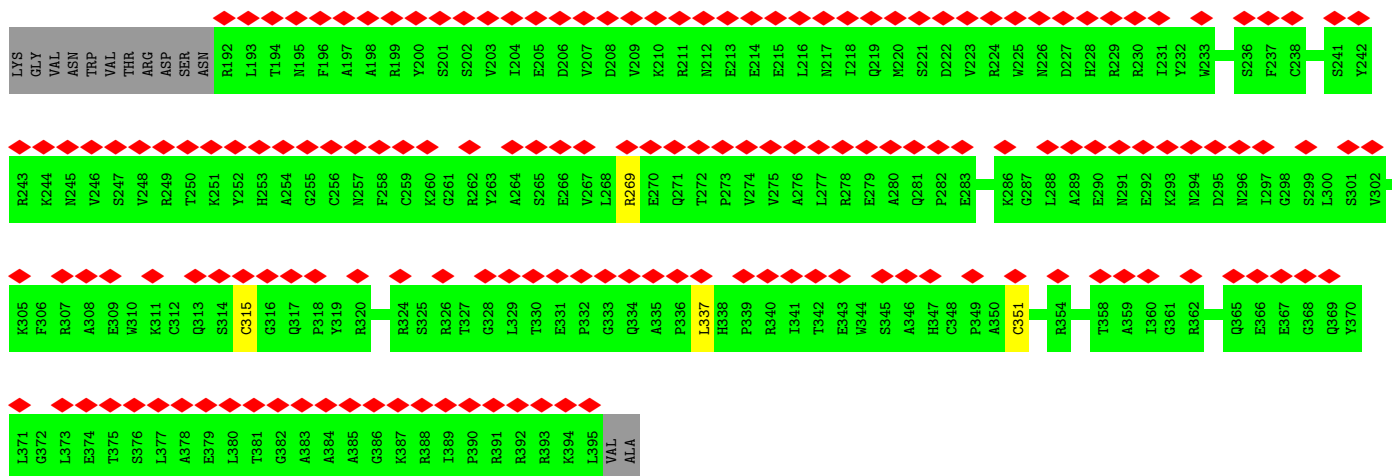 LYS GLY VAL ASN TRP VAL THR ARG ASP SER ASN R192 L193 T194 N195 F196 A197 A198 R199 Y200 S201 S202 V203 I204 E205 D206 V207 D208 V209 K210 R211 N212 E213 E214 E215 L216 N217 I218 Q219 M220 S221 D222 V223 R224 W225 N226 D227 H228 R229 R230 I231 Y232 W233 S236 F237 C238 S241 Y242
R243 K244 N245 V246 S247 V248 R249 T250 K251 Y252 H253 A254 G255 C256 N257 F258 C259 K260 G261 R262 Y263 A264 S265 E266 V267 L268 R269 E270 Q271 T272 P273 V274 V275 A276 L277 R278 E279 A280 Q281 P282 E283 K286 G287 L288 A289 E290 N291 E292 K293 N294 D295 N296 I297 G298 S299 L300 S301 V302
K305 F306 R307 A308 E309 W310 K311 C312 Q313 S314 C315 G316 Q317 P318 Y319 R320 R324 S325 R326 T327 G328 L329 T330 E331 P332 G333 Q334 A335 P336 L337 H338 P339 R340 I341 T342 E343 W344 S345 A346 H347 C348 P349 A350 C351 R354 T358 A359 I360 G361 R362 Q365 E366 E367 G368 Q369 Y370
L371 G372 L373 E374 T375 S376 L377 A378 E379 L380 T381 G382 A383 A384 A385 G386 K387 R388 I389 P390 R391 R392 R393 K394 L395 VAL ALA